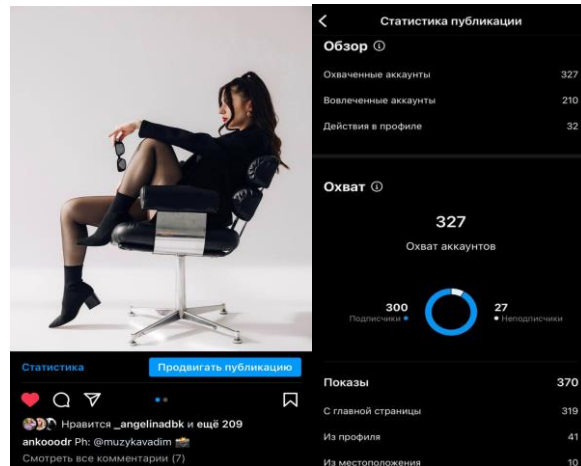 Статистика
Продвигать публикацию
Нравится _angelinadbk и ещё 209
ankooodr Ph: @muzykavadim 📸
Смотреть все комментарии (7)
Статистика публикации
Обзор
Охваченные аккаунты 327
Вовлеченные аккаунты 210
Действия в профиле 32
Охват
327
Охват аккаунтов
300 27
Подписчики Неподписчики
Показы 370
С главной страницы 319
Из профиля 41
Из местоположения 10